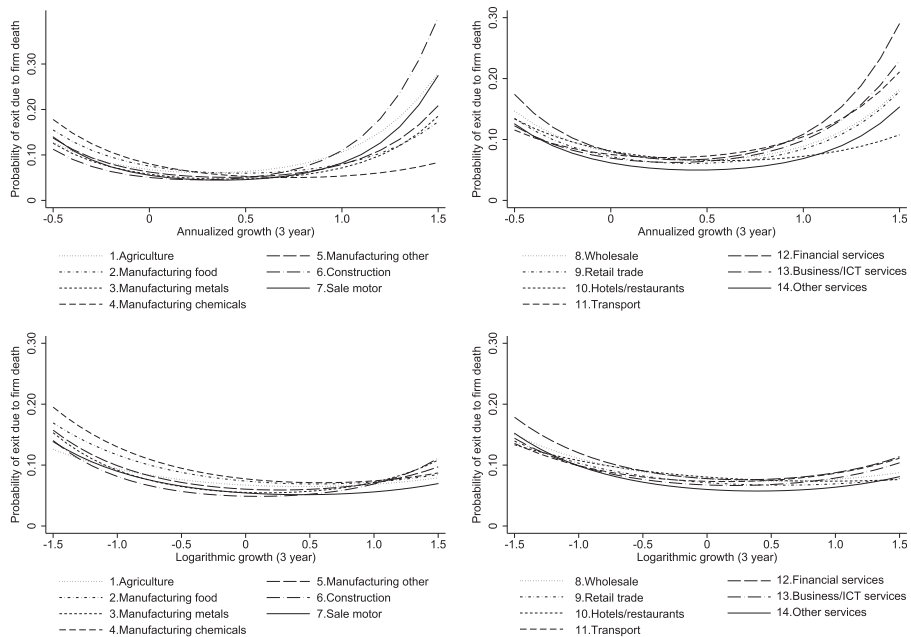 Probability of exit due to firm death
0.30
0.20
0.10
0
-0.5 0 0.5 1.0 1.5
Annualized growth (3 year)
1.Agriculture 5.Manufacturing other
2.Manufacturing food 6.Construction
3.Manufacturing metals 7.Sale motor
4.Manufacturing chemicals
Probability of exit due to firm death
0.30
0.20
0.10
0
-0.5 0 0.5 1.0 1.5
Annualized growth (3 year)
8.Wholesale 12.Financial services
9.Retail trade 13.Business/ICT services
10.Hotels/restaurants 14.Other services
11.Transport
Probability of exit due to firm death
0.30
0.20
0.10
0
-1.5 -1.0 -0.5 0 0.5 1.0 1.5
Logarithmic growth (3 year)
1.Agriculture 5.Manufacturing other
2.Manufacturing food 6.Construction
3.Manufacturing metals 7.Sale motor
4.Manufacturing chemicals
Probability of exit due to firm death
0.30
0.20
0.10
0
-1.5 -1.0 -0.5 0 0.5 1.0 1.5
Logarithmic growth (3 year)
8.Wholesale 12.Financial services
9.Retail trade 13.Business/ICT services
10.Hotels/restaurants 14.Other services
11.Transport